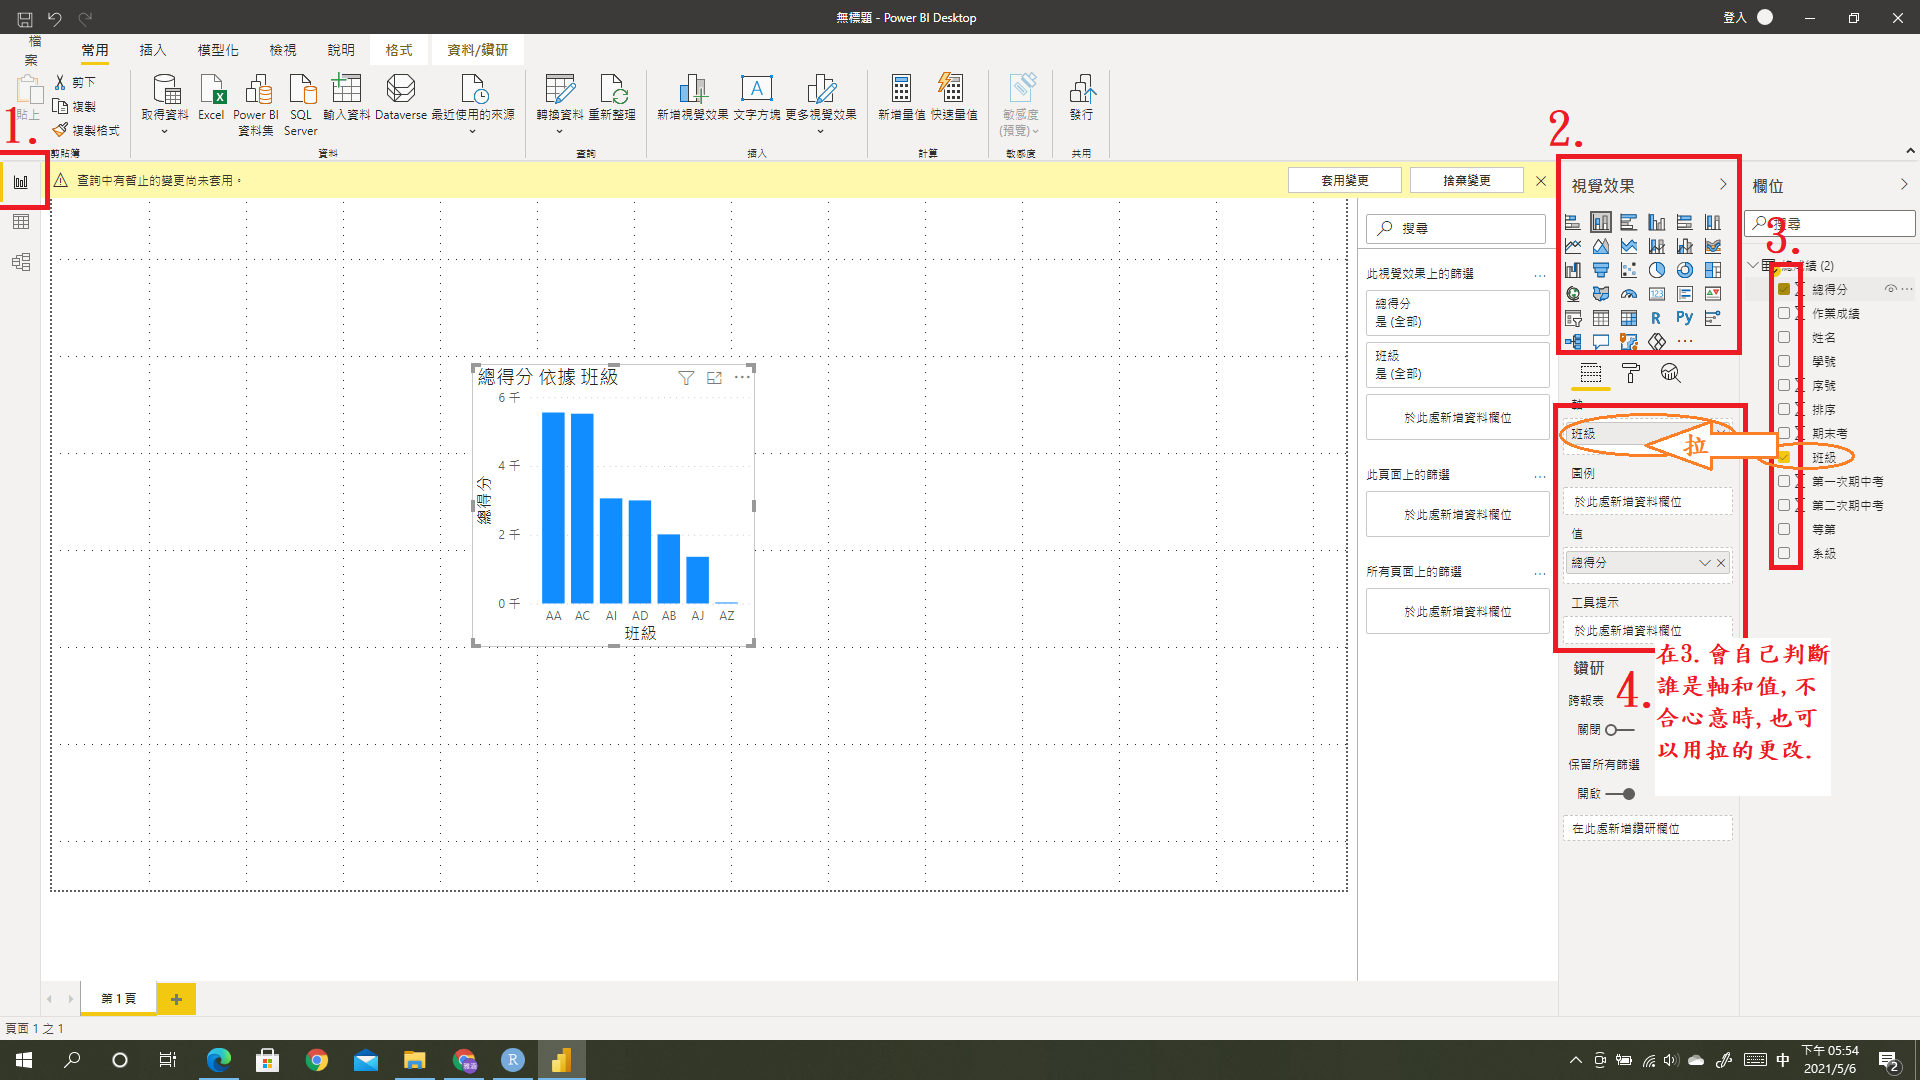 無標題 - Power BI Desktop
登入
檔案
常用
插入
模型化
檢視
說明
格式
資料/鑽研
貼上
剪下
複製
複製格式
剪貼簿
取得資料
Excel
Power BI 資料集
SQL Server
輸入資料
Dataverse
最近使用的來源
資料
轉換資料
重新整理
查詢
新增視覺效果
文字方塊
更多視覺效果
插入
新增量值
快速量值
計算
敏感度 (預覽)
敏感度
發行
共用
1.
2.
3.
查詢中有暫止的變更尚未套用。
套用變更
捨棄變更
總得分 依據 班級
6 千
4 千
2 千
0 千
總得分
AA AC AI AD AB AJ AZ
班級
搜尋
此視覺效果上的篩選
總得分
是 (全部)
班級
是 (全部)
於此處新增資料欄位
此頁面上的篩選
於此處新增資料欄位
所有頁面上的篩選
於此處新增資料欄位
視覺效果
123
R
Py
軸
班級
拉
圖例
於此處新增資料欄位
值
總得分
工具提示
於此處新增資料欄位
鑽研
跨報表
關閉
保留所有篩選
開啟
在此處新增鑽研欄位
4.
在3.會自己判斷
誰是軸和值,不
合心意時,也可
以用拉的更改.
欄位
搜尋
總成績 (2)
總得分
作業成績
姓名
學號
序號
排序
期末考
班級
第一次期中考
第二次期中考
等第
系級
第 1 頁
頁面 1 之 1
中
下午 05:54
2021/5/6
2